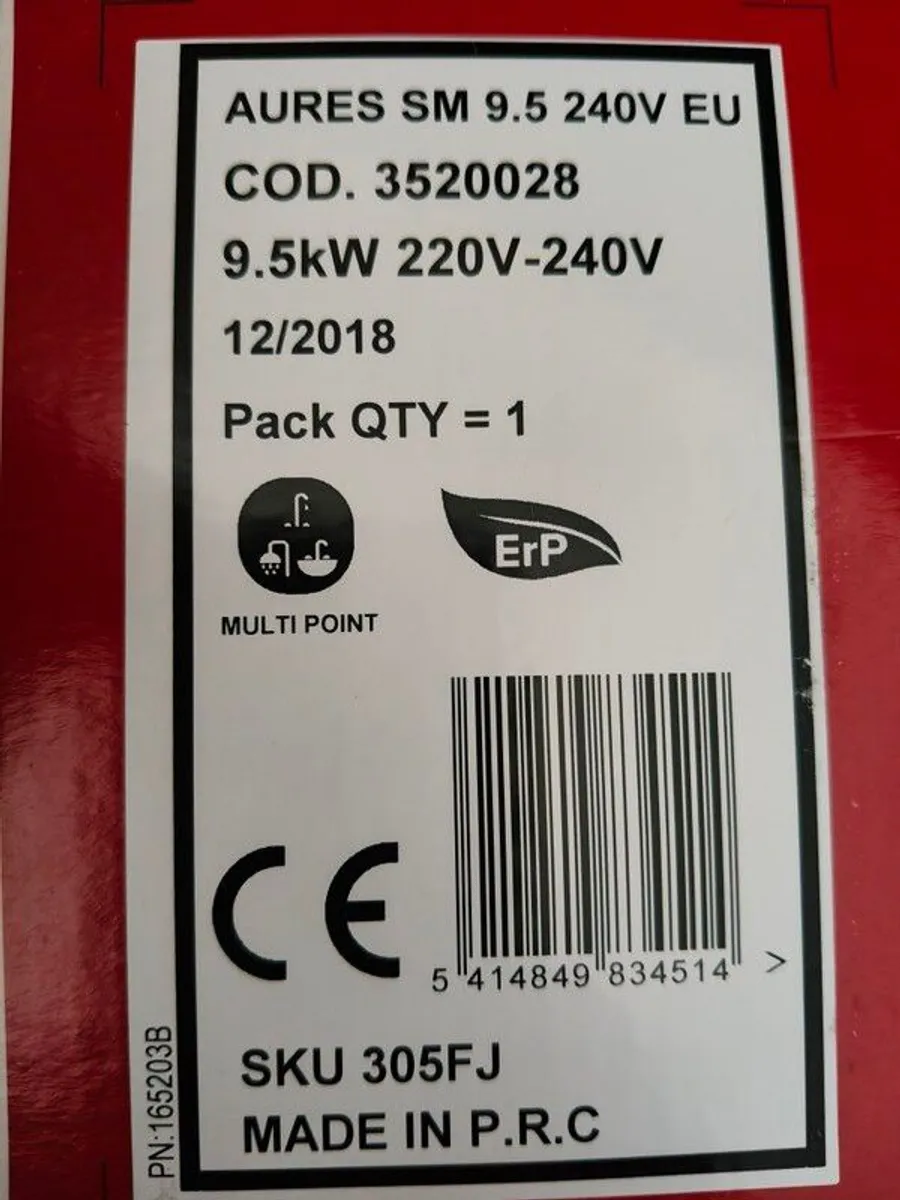 AURES SM 9.5 240V EU
COD. 3520028
9.5kW 220V-240V
12/2018
Pack QTY = 1
ErP
MULTI POINT
CE
5 414849 834514 >
SKU 305FJ
MADE IN P.R.C
PN:165203B